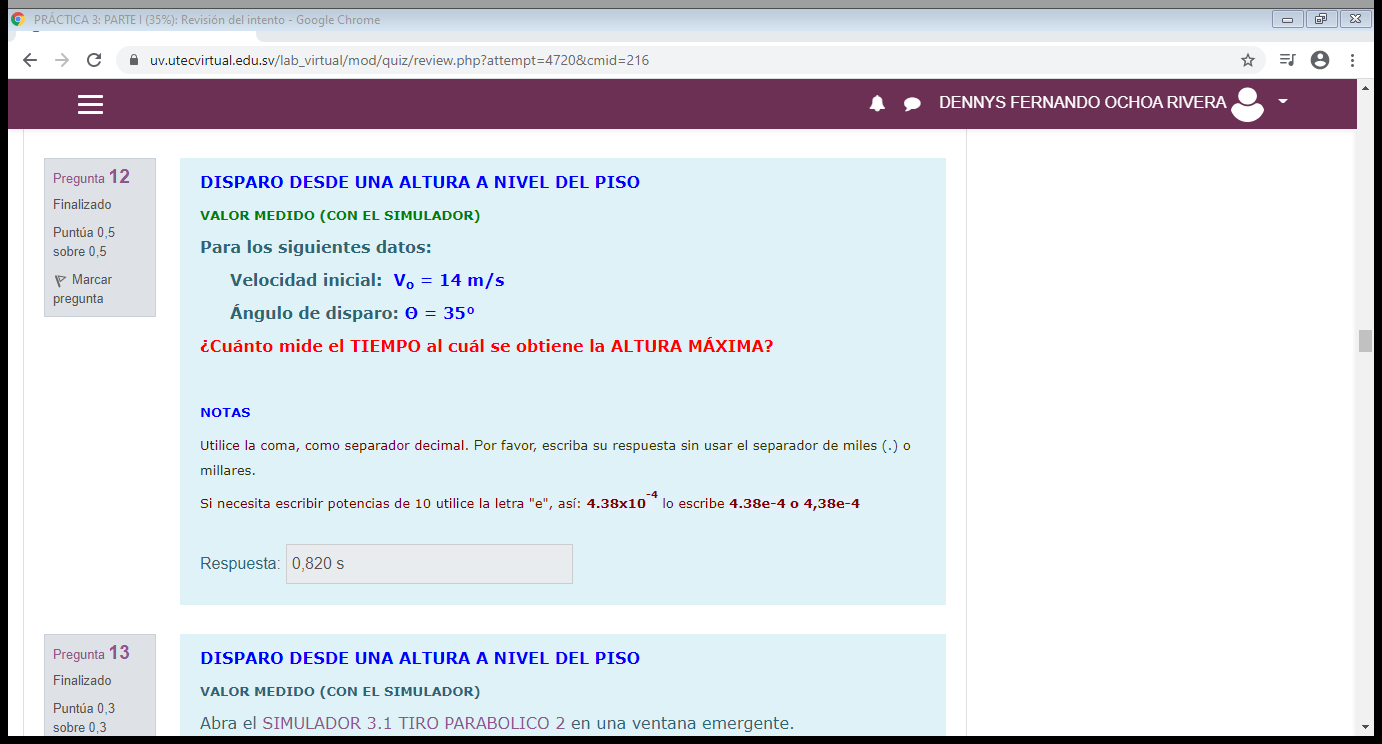 PRÁCTICA 3: PARTE I (35%): Revisión del intento - Google Chrome
uv.utecvirtual.edu.sv/lab_virtual/mod/quiz/review.php?attempt=4720&cmid=216
DENNYS FERNANDO OCHOA RIVERA
Pregunta 12
Finalizado
Puntúa 0,5
sobre 0,5
Marcar
pregunta
DISPARO DESDE UNA ALTURA A NIVEL DEL PISO
VALOR MEDIDO (CON EL SIMULADOR)
Para los siguientes datos:
Velocidad inicial: Vo = 14 m/s
Ángulo de disparo: Θ = 35º
¿Cuánto mide el TIEMPO al cuál se obtiene la ALTURA MÁXIMA?
NOTAS
Utilice la coma, como separador decimal. Por favor, escriba su respuesta sin usar el separador de miles (.) o
millares.
Si necesita escribir potencias de 10 utilice la letra "e", así: 4.38x10-4 lo escribe 4.38e-4 o 4,38e-4
Respuesta: 0,820 s
Pregunta 13
Finalizado
Puntúa 0,3
sobre 0,3
DISPARO DESDE UNA ALTURA A NIVEL DEL PISO
VALOR MEDIDO (CON EL SIMULADOR)
Abra el SIMULADOR 3.1 TIRO PARABOLICO 2 en una ventana emergente.